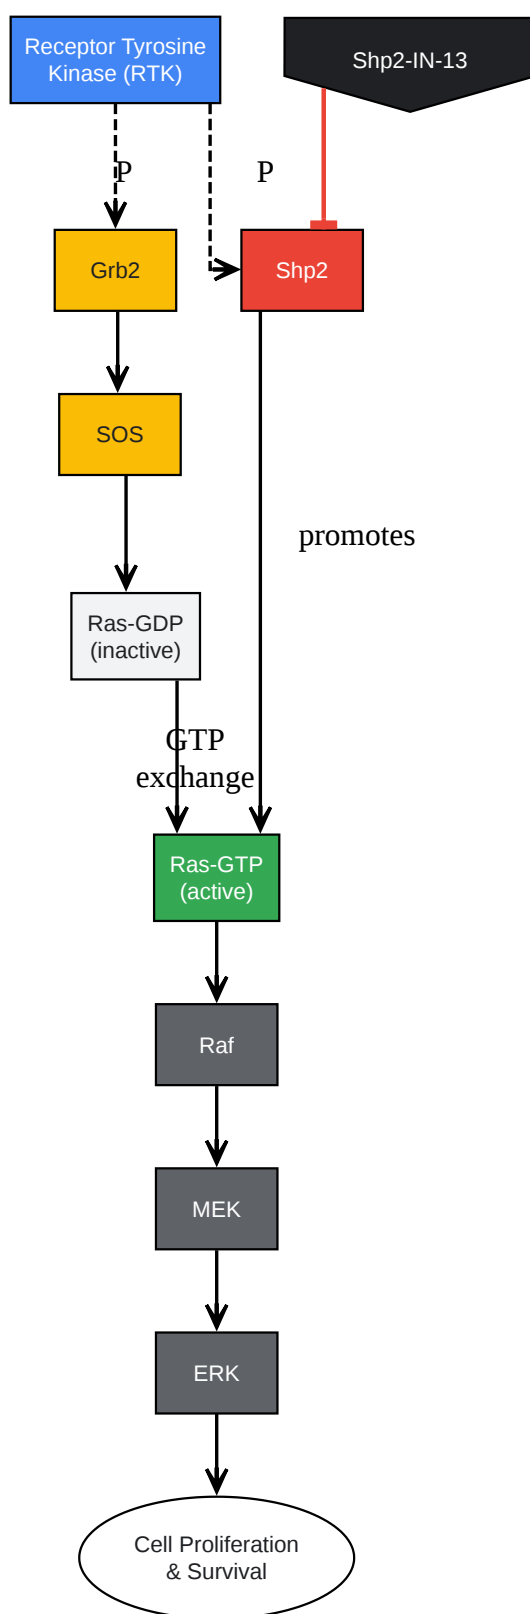 Receptor Tyrosine
Kinase (RTK)
Shp2-IN-13
P
P
Grb2
Shp2
SOS
promotes
Ras-GDP
(inactive)
GTP
exchange
Ras-GTP
(active)
Raf
MEK
ERK
Cell Proliferation
& Survival